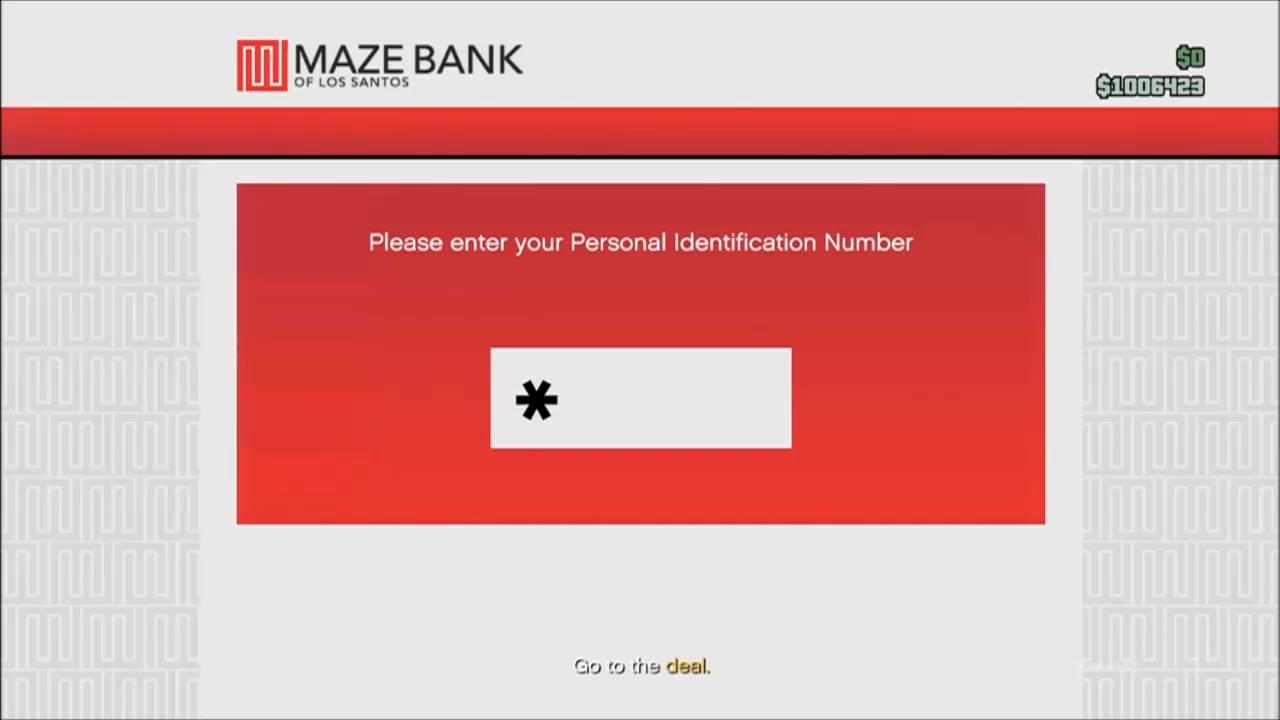 MAZE BANK
OF LOS SANTOS
$0
$1006423
Please enter your Personal Identification Number
*
Go to the deal.